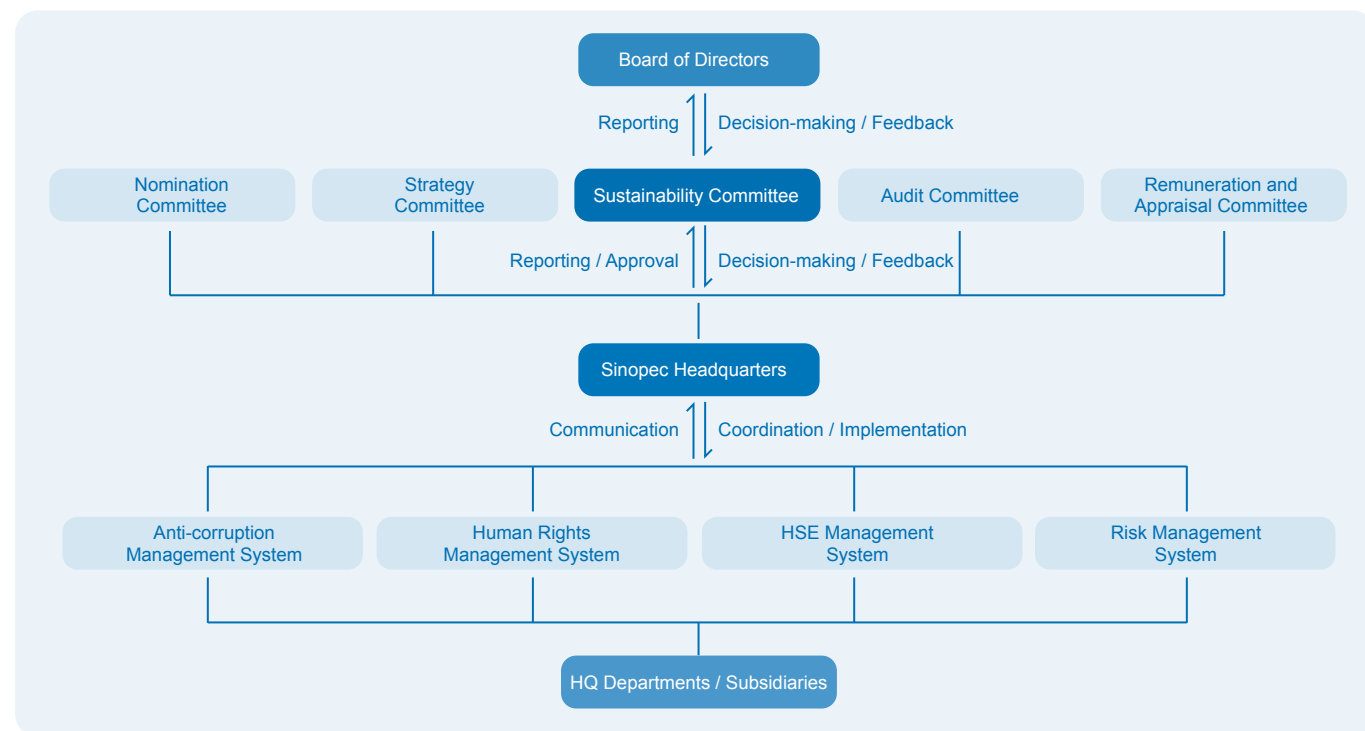 Board of Directors
Reporting
Decision-making / Feedback
Nomination
Committee
Strategy
Committee
Sustainability Committee
Audit Committee
Remuneration and
Appraisal Committee
Reporting / Approval
Decision-making / Feedback
Sinopec Headquarters
Communication
Coordination / Implementation
Anti-corruption
Management System
Human Rights
Management System
HSE Management
System
Risk Management
System
HQ Departments / Subsidiaries